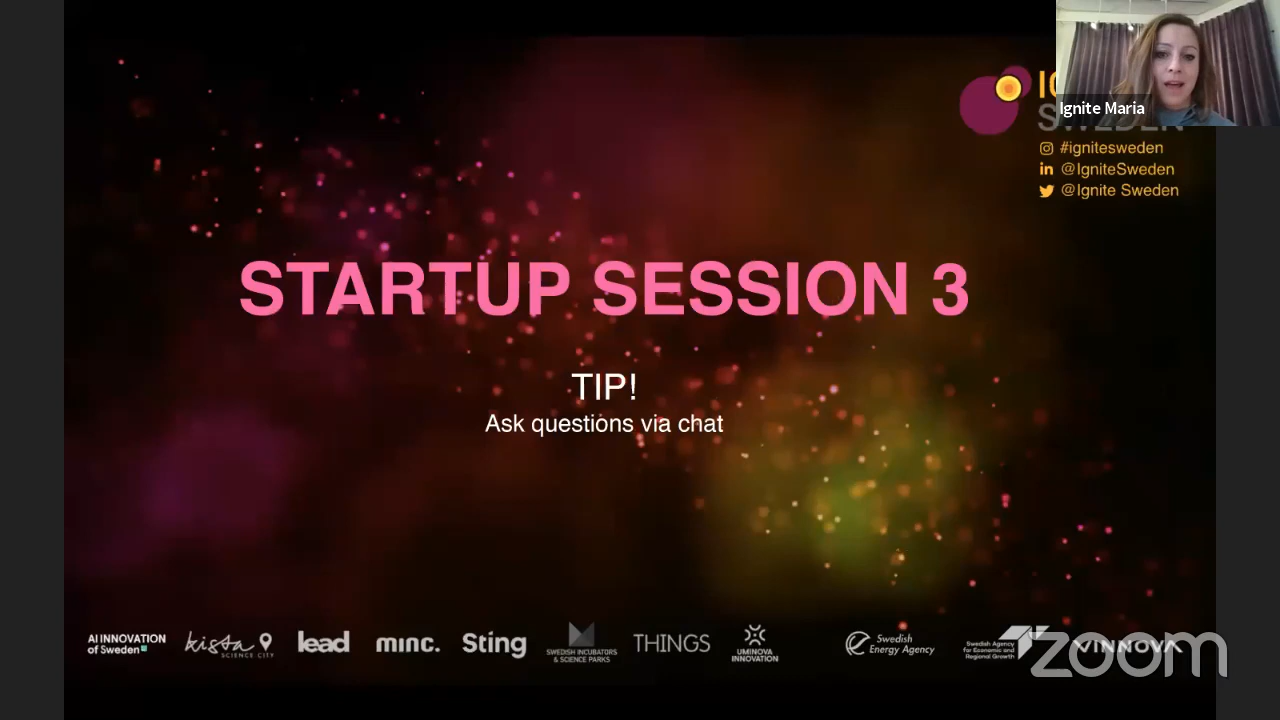 Ignite Maria
#ignitesweden
@IgniteSweden
@Ignite Sweden
STARTUP SESSION 3
TIP!
Ask questions via chat
AI INNOVATION
of Sweden
kista
SCIENCE CITY
lead
minc.
Sting
SWEDISH INCUBATORS
& SCIENCE PARKS
THINGS
UMINOVA
INNOVATION
Swedish
Energy Agency
Swedish Agency
for Economic and
Regional Growth
VINNOVA
zoom